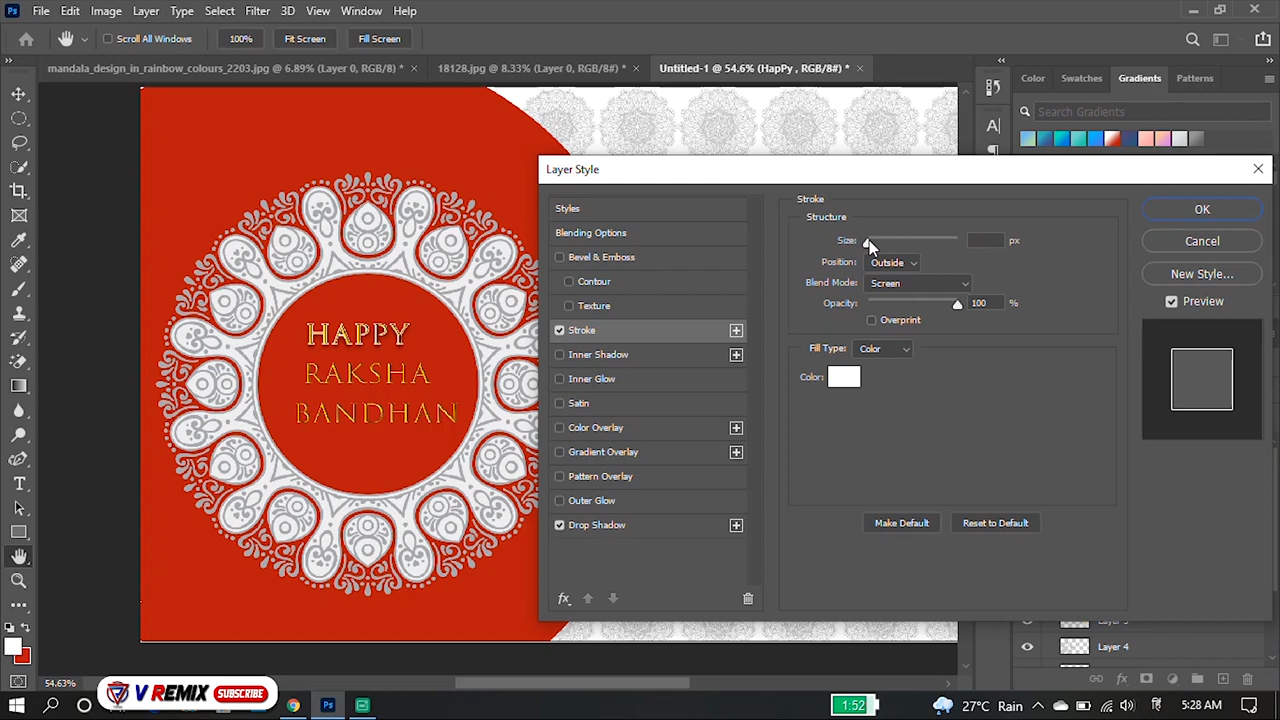 Ps File Edit Image Layer Type Select Filter 3D View Window Help
Scroll All Windows 100% Fit Screen Fill Screen
mandala_design_in_rainbow_colours_2203.jpg @ 6.89% (Layer 0, RGB/8) * × 18128.jpg @ 8.33% (Layer 0, RGB/8#) * × Untitled-1 @ 54.6% (HapPy , RGB/8#) * ×
Color Swatches Gradients Patterns
Search Gradients
HAPPY
RAKSHA
BANDHAN
Layer Style
Styles
Blending Options
Bevel & Emboss
Contour
Texture
Stroke
Inner Shadow
Inner Glow
Satin
Color Overlay
Gradient Overlay
Pattern Overlay
Outer Glow
Drop Shadow
fx
Stroke
Structure
Size: px
Position: Outside
Blend Mode: Screen
Opacity: 100 %
Overprint
Fill Type: Color
Color:
Make Default Reset to Default
OK
Cancel
New Style...
Preview
Layer 4
fx
54.63%
V REMIX SUBSCRIBE
Ps 1:52 27°C Rain 5:28 AM